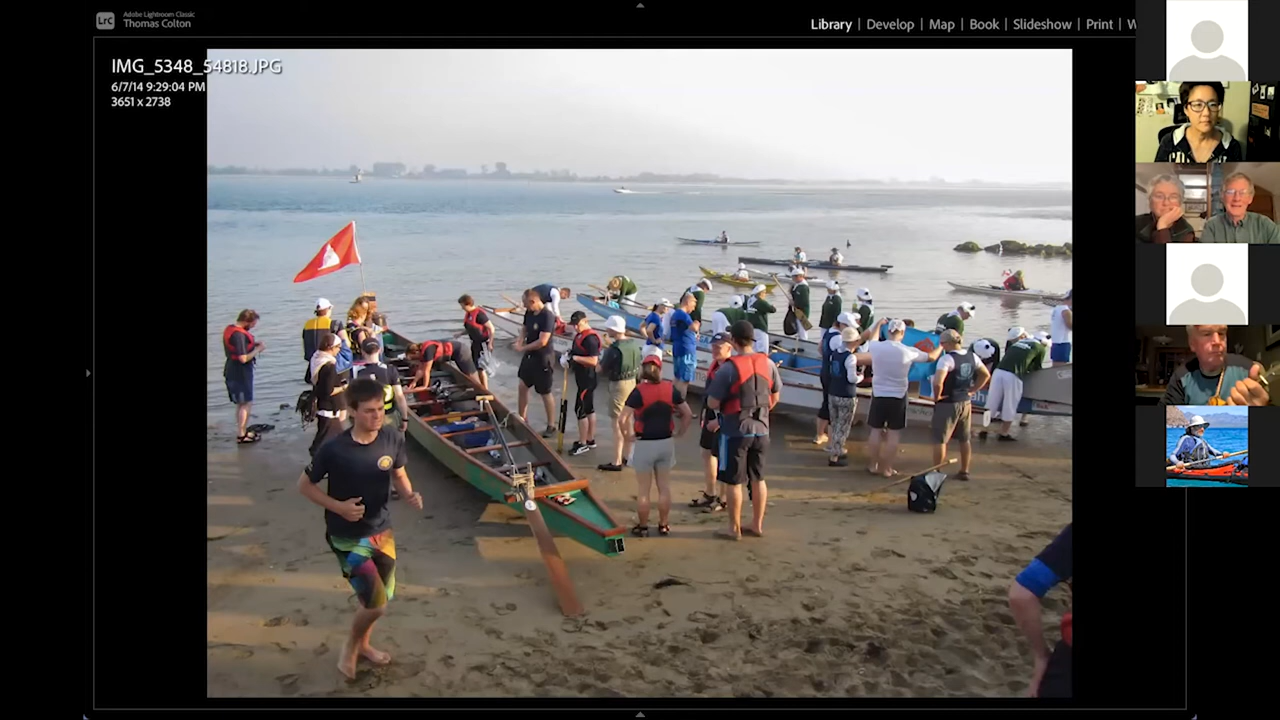 LrC
Adobe Lightroom Classic
Thomas Colton
Library | Develop | Map | Book | Slideshow | Print | W
IMG_5348_54818.JPG
6/7/14 9:29:04 PM
3651 x 2738